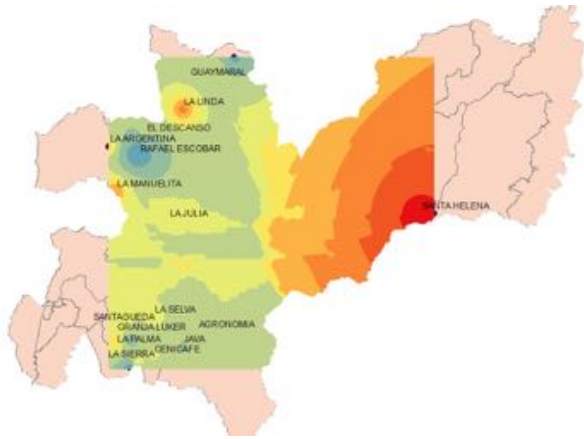 GUAYMARAL
LA LINDA
EL DESCANSO
LA ARGENTINA
RAFAEL ESCOBAR
LA MANUELITA
LA JULIA
SANTA HELENA
LA SELVA
SANTAGUEDA
GRANJA LUKER
AGRONOMIA
LA PALMA
JAVA
CENICAFE
LA SIERRA